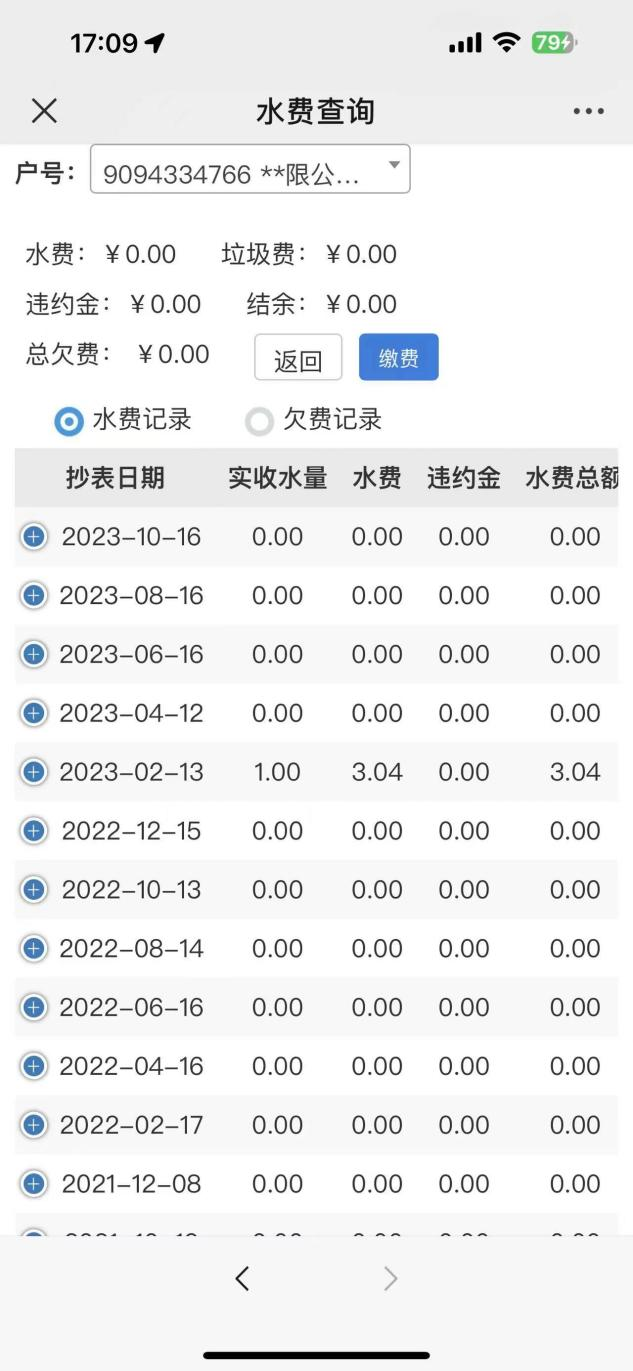 17:09
79
水费查询
户号： 9094334766 **限公...
水费：￥0.00 垃圾费：￥0.00
违约金：￥0.00 结余：￥0.00
总欠费：￥0.00 返回 缴费
水费记录 欠费记录
抄表日期 实收水量 水费 违约金 水费总额
2023-10-16 0.00 0.00 0.00 0.00
2023-08-16 0.00 0.00 0.00 0.00
2023-06-16 0.00 0.00 0.00 0.00
2023-04-12 0.00 0.00 0.00 0.00
2023-02-13 1.00 3.04 0.00 3.04
2022-12-15 0.00 0.00 0.00 0.00
2022-10-13 0.00 0.00 0.00 0.00
2022-08-14 0.00 0.00 0.00 0.00
2022-06-16 0.00 0.00 0.00 0.00
2022-04-16 0.00 0.00 0.00 0.00
2022-02-17 0.00 0.00 0.00 0.00
2021-12-08 0.00 0.00 0.00 0.00